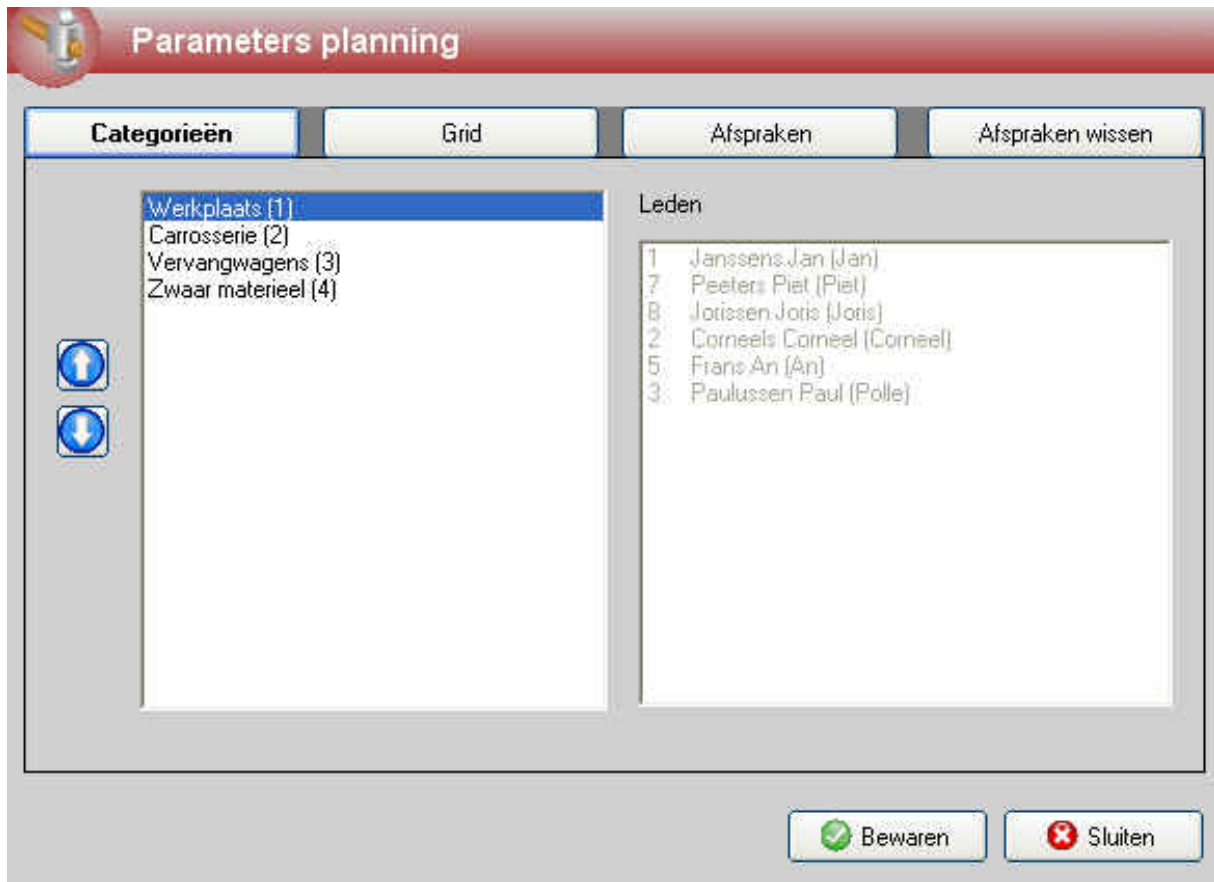 Parameters planning
Categorieën
Grid
Afspraken
Afspraken wissen
Werkplaats (1)
Carrosserie (2)
Vervangwagens (3)
Zwaar materieel (4)
Leden
1 Janssens Jan (Jan)
7 Peeters Piet (Piet)
8 Jorissen Joris (Joris)
2 Corneels Corneel (Corneel)
5 Frans An (An)
3 Paulussen Paul (Polle)
Bewaren
Sluiten